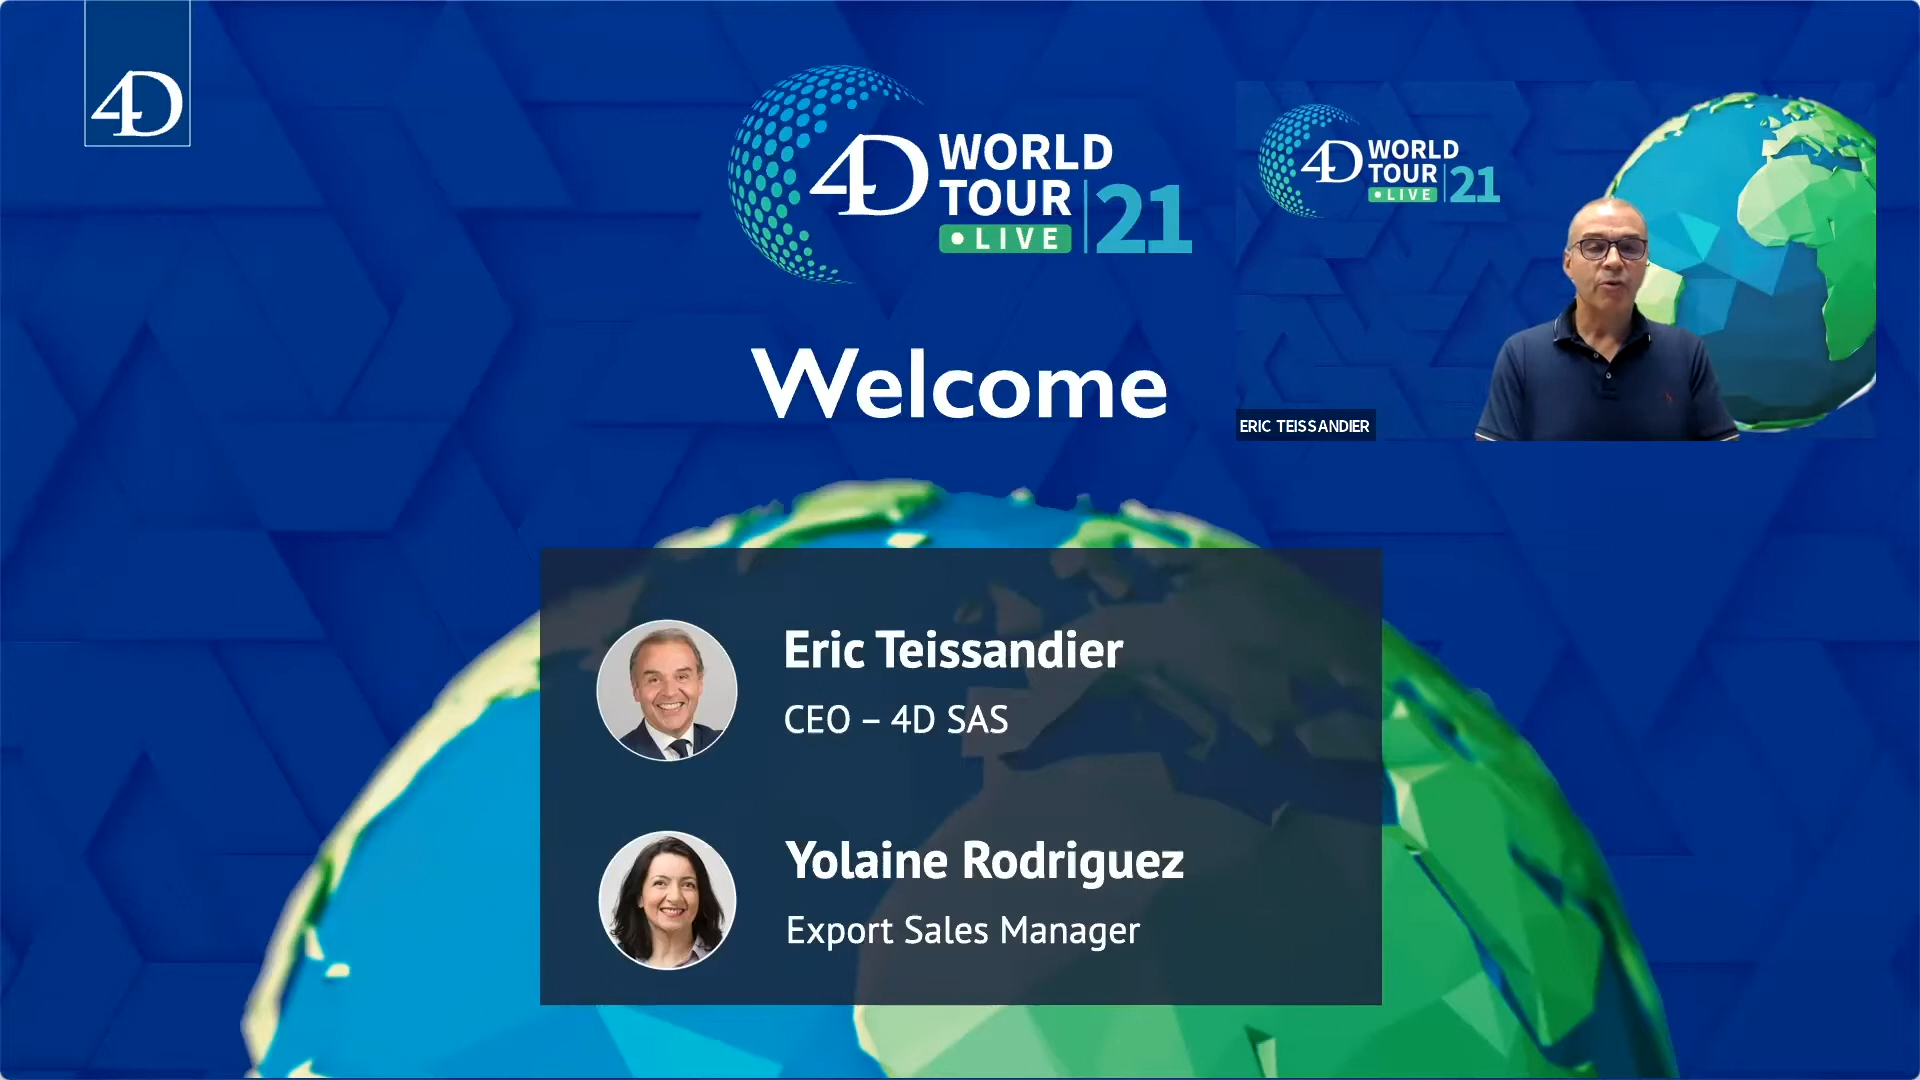 4D
4D WORLD
TOUR
LIVE
21
4D WORLD
TOUR
LIVE
21
Welcome
ERIC TEISSANDIER
Eric Teissandier
CEO – 4D SAS
Yolaine Rodriguez
Export Sales Manager